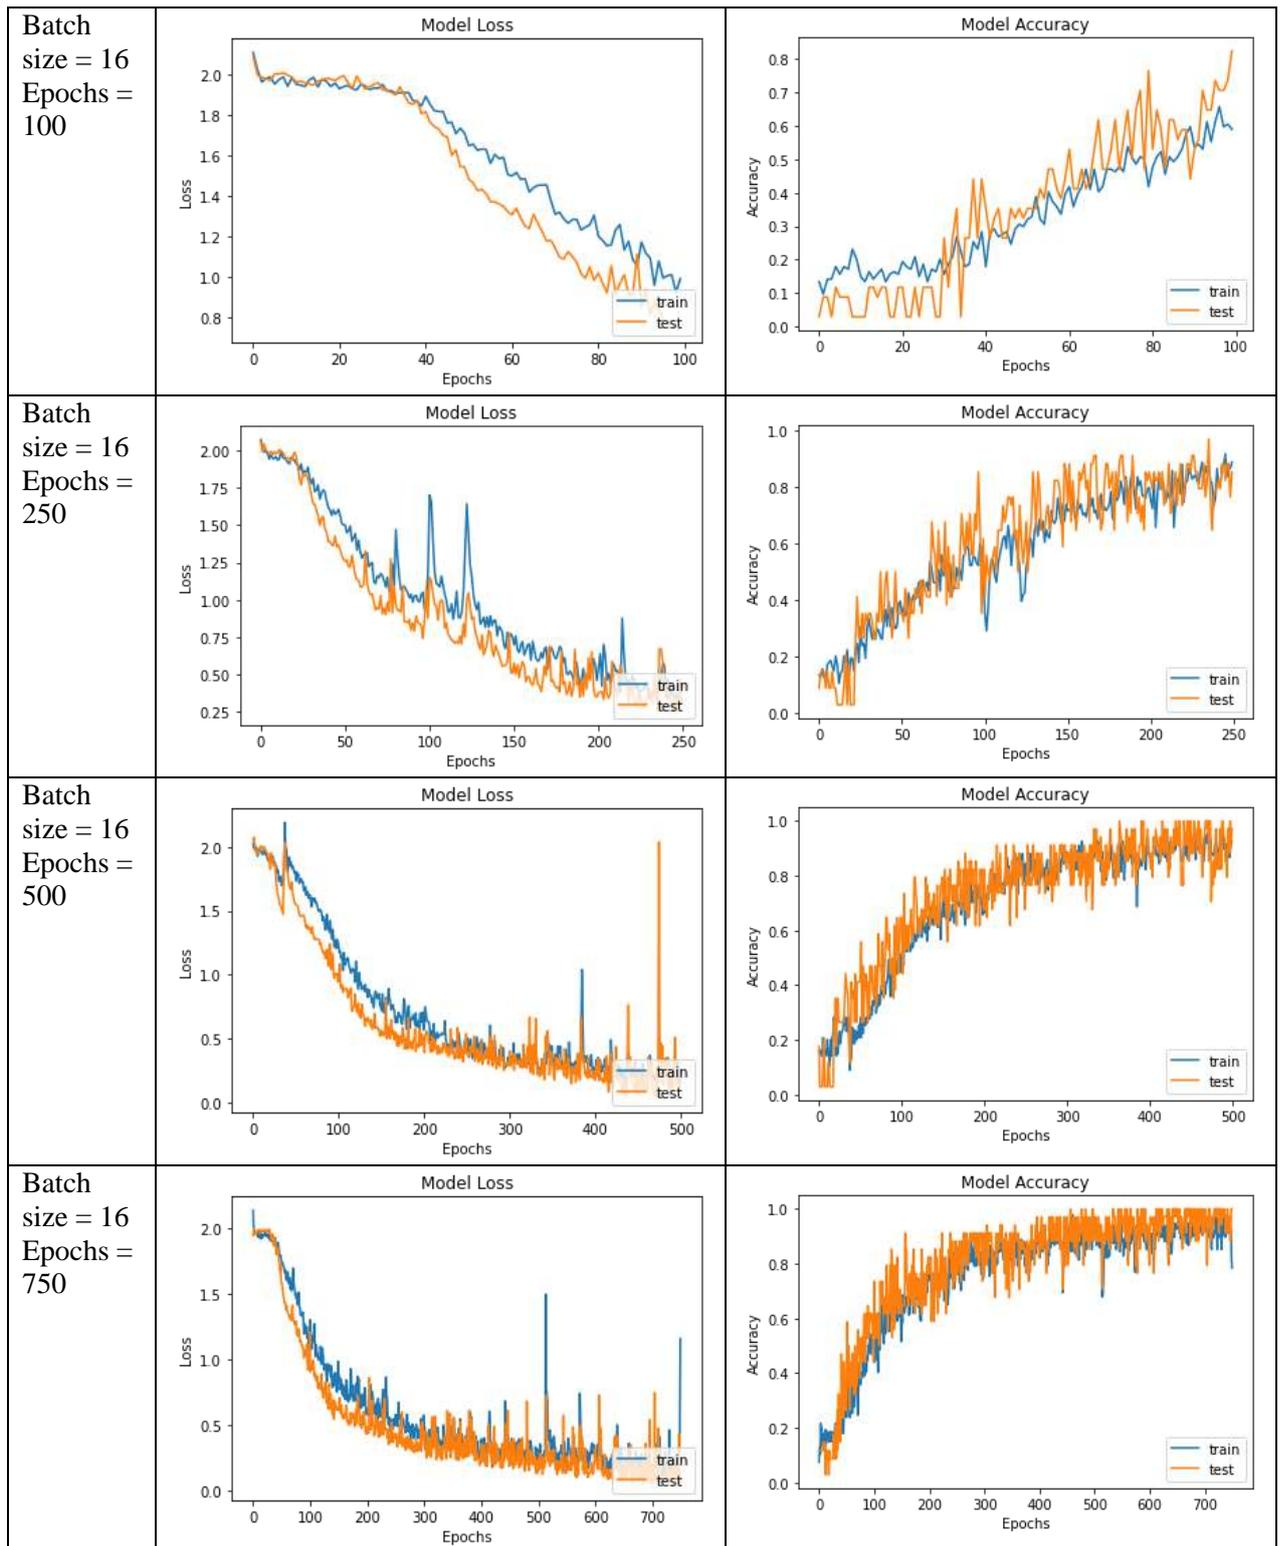 Batch
size = 16
Epochs =
100
Model Loss
2.0
1.8
1.6
1.4
1.2
1.0
0.8
Loss
train
test
0 20 40 60 80 100
Epochs
Model Accuracy
0.8
0.7
0.6
0.5
0.4
0.3
0.2
0.1
0.0
Accuracy
train
test
0 20 40 60 80 100
Epochs
Batch
size = 16
Epochs =
250
Model Loss
2.00
1.75
1.50
1.25
1.00
0.75
0.50
0.25
Loss
train
test
0 50 100 150 200 250
Epochs
Model Accuracy
1.0
0.8
0.6
0.4
0.2
0.0
Accuracy
train
test
0 50 100 150 200 250
Epochs
Batch
size = 16
Epochs =
500
Model Loss
2.0
1.5
1.0
0.5
0.0
Loss
train
test
0 100 200 300 400 500
Epochs
Model Accuracy
1.0
0.8
0.6
0.4
0.2
0.0
Accuracy
train
test
0 100 200 300 400 500
Epochs
Batch
size = 16
Epochs =
750
Model Loss
2.0
1.5
1.0
0.5
0.0
Loss
train
test
0 100 200 300 400 500 600 700
Epochs
Model Accuracy
1.0
0.8
0.6
0.4
0.2
0.0
Accuracy
train
test
0 100 200 300 400 500 600 700
Epochs